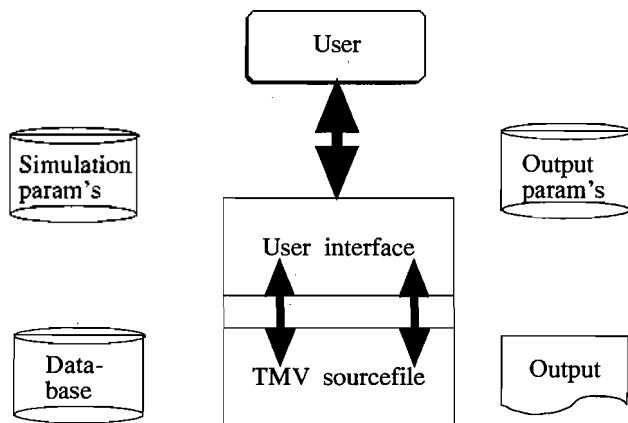 User
Simulation
param's
Output
param's
User interface
Data-
base
TMV sourcefile
Output